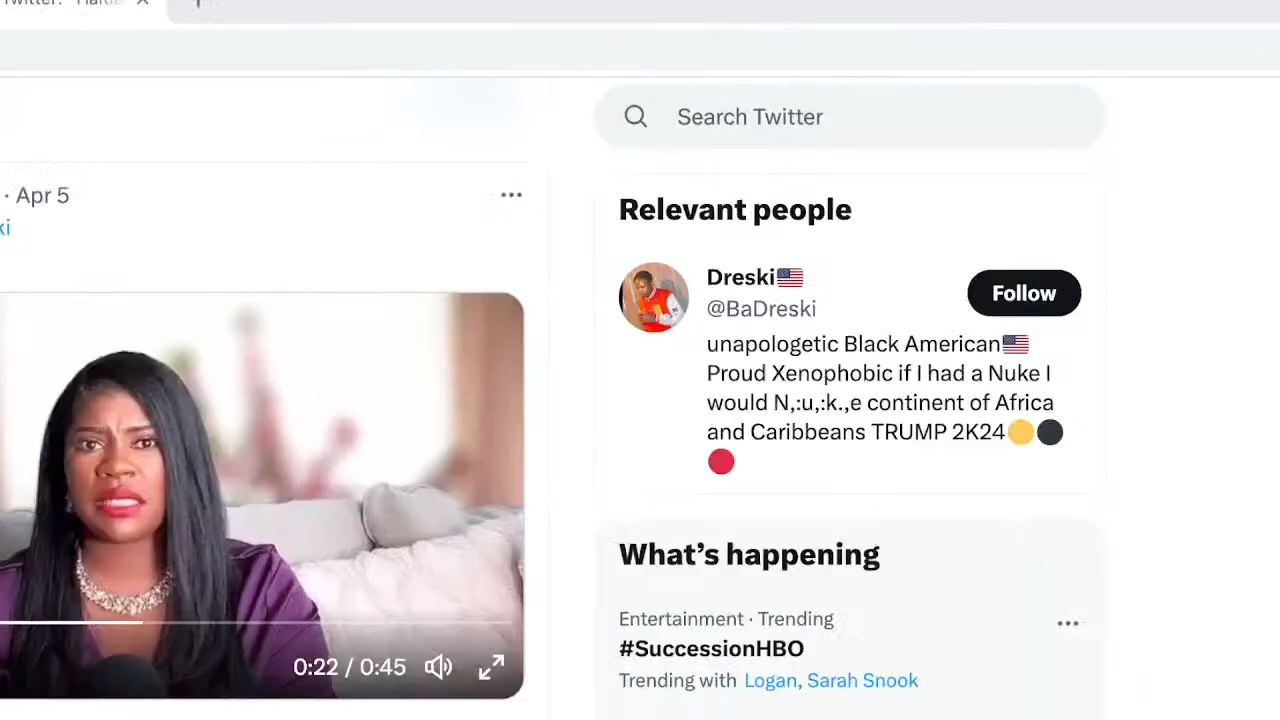 · Apr 5
ki
0:22 / 0:45
Search Twitter
Relevant people
Dreski🇺🇸
@BaDreski
Follow
unapologetic Black American🇺🇸
Proud Xenophobic if I had a Nuke I
would N,:u,:k.,e continent of Africa
and Caribbeans TRUMP 2K24🟡⚫
🔴
What's happening
Entertainment · Trending
#SuccessionHBO
Trending with Logan, Sarah Snook